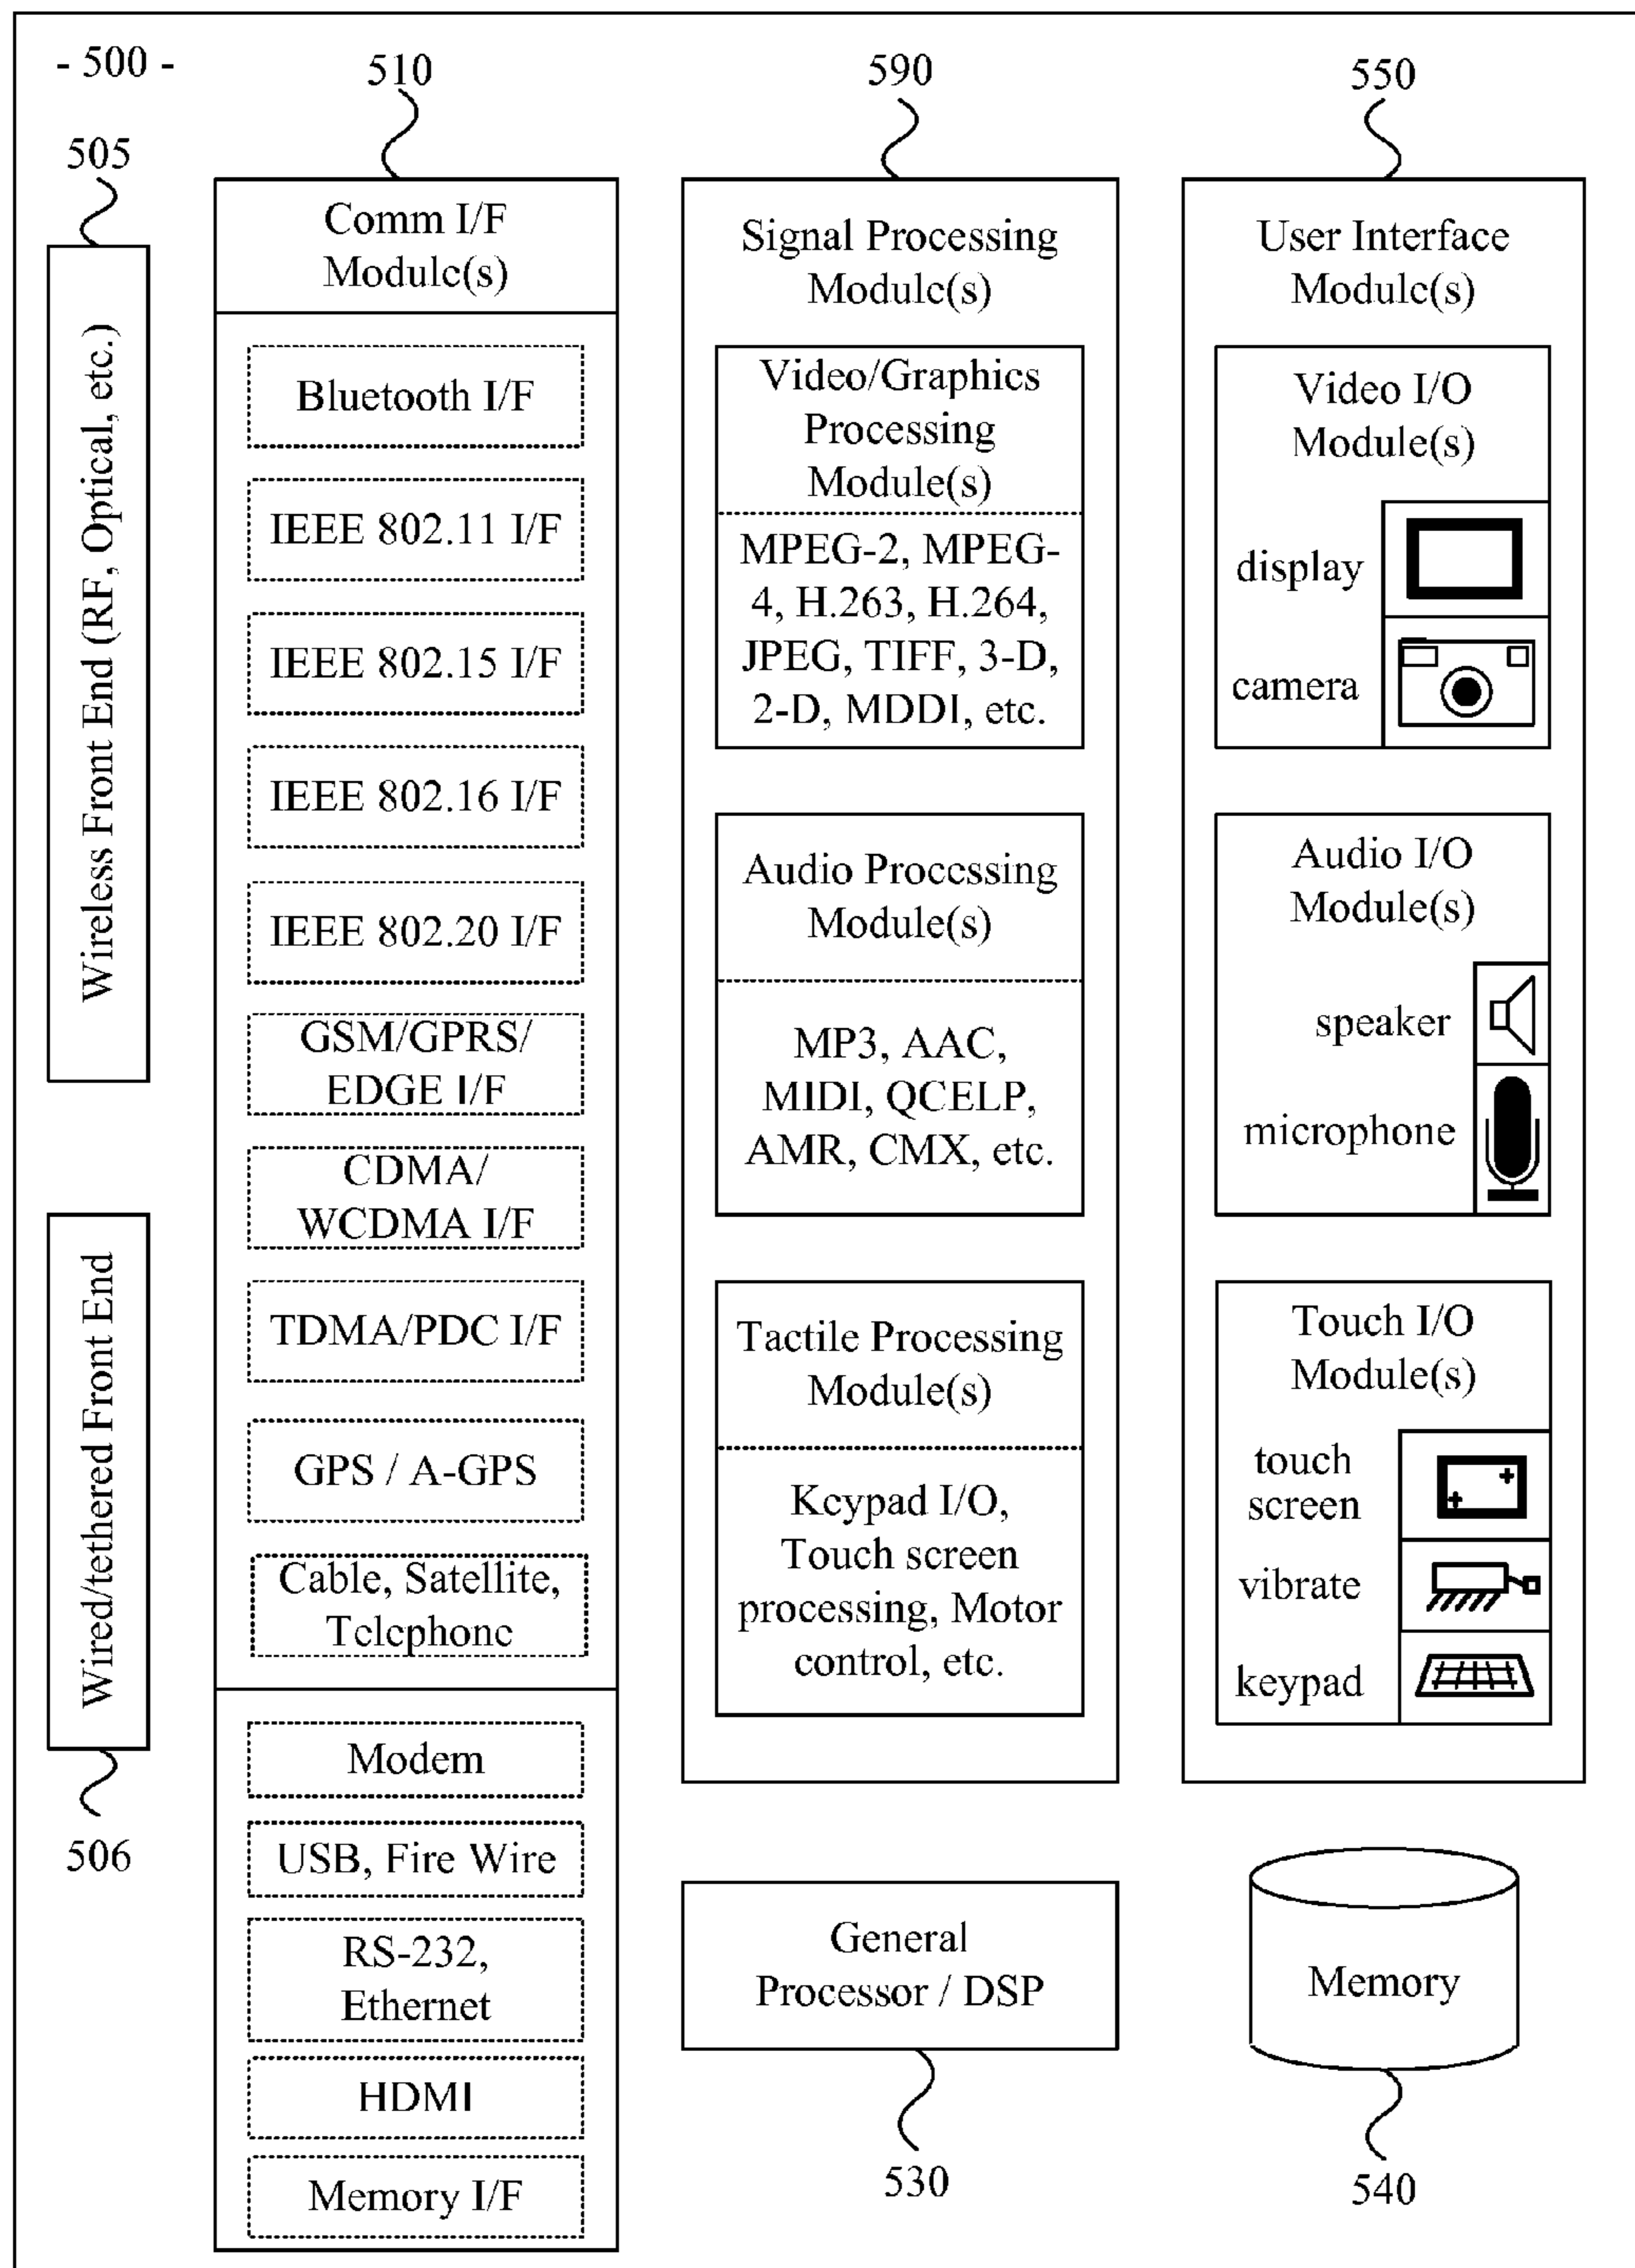 - 500 -
505
Wireless Front End (RF, Optical, etc.)
Wired/tethered Front End
506
510
Comm I/F
Module(s)
Bluetooth I/F
IEEE 802.11 I/F
IEEE 802.15 I/F
IEEE 802.16 I/F
IEEE 802.20 I/F
GSM/GPRS/
EDGE I/F
CDMA/
WCDMA I/F
TDMA/PDC I/F
GPS / A-GPS
Cable, Satellite,
Telephone
Modem
USB, Fire Wire
RS-232,
Ethernet
HDMI
Memory I/F
590
Signal Processing
Module(s)
Video/Graphics
Processing
Module(s)
MPEG-2, MPEG-
4, H.263, H.264,
JPEG, TIFF, 3-D,
2-D, MDDI, etc.
Audio Processing
Module(s)
MP3, AAC,
MIDI, QCELP,
AMR, CMX, etc.
Tactile Processing
Module(s)
Keypad I/O,
Touch screen
processing, Motor
control, etc.
General
Processor / DSP
530
550
User Interface
Module(s)
Video I/O
Module(s)
display
camera
Audio I/O
Module(s)
speaker
microphone
Touch I/O
Module(s)
touch
screen
vibrate
keypad
Memory
540